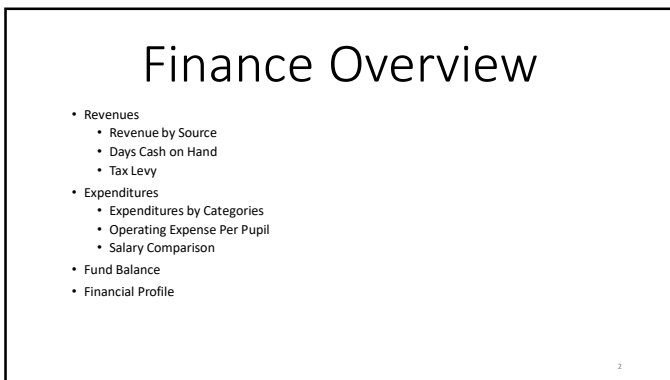 Finance Overview
• Revenues
• Revenue by Source
• Days Cash on Hand
• Tax Levy
• Expenditures
• Expenditures by Categories
• Operating Expense Per Pupil
• Salary Comparison
• Fund Balance
• Financial Profile
2